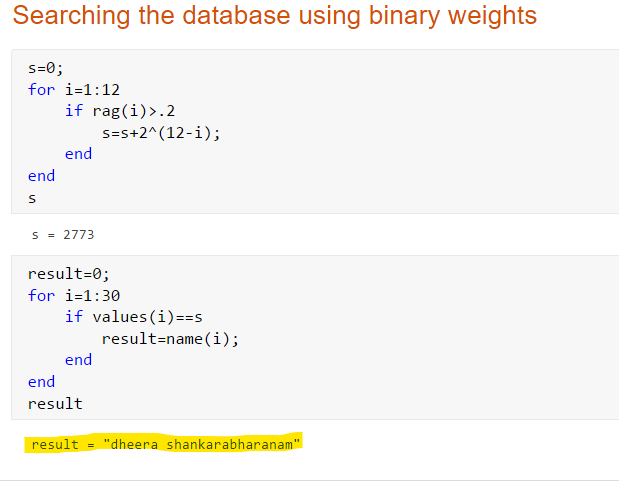 Searching the database using binary weights
s=0;
for i=1:12
if rag(i)>.2
s=s+2^(12-i);
end
end
s
s = 2773
result=0;
for i=1:30
if values(i)==s
result=name(i);
end
end
result
result = "dheera shankarabharanam"